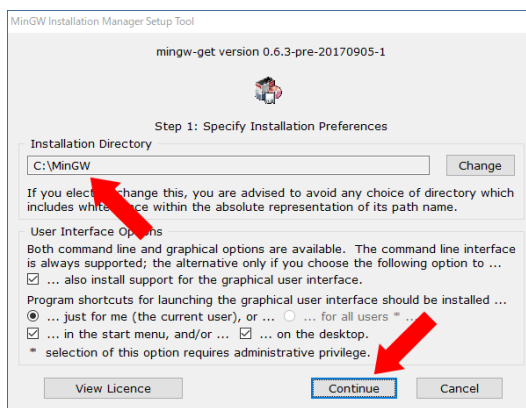 MinGW Installation Manager Setup Tool
mingw-get version 0.6.3-pre-20170905-1
Step 1: Specify Installation Preferences
Installation Directory
C:\MinGW
Change
If you elect change this, you are advised to avoid any choice of directory which
includes within the absolute representation of its path name.
User Interface
Both command line and graphical options are available. The command line interface
is always supported; the alternative only if you choose the following option to ...
... also install support for the graphical user interface.
Program shortcuts for launching the graphical user interface should be installed ...
... just for me (the current user), or ... ... for all users *
... in the start menu, and/or ... ... on the desktop.
* selection of this option requires administrative privilege.
View Licence
Continue
Cancel